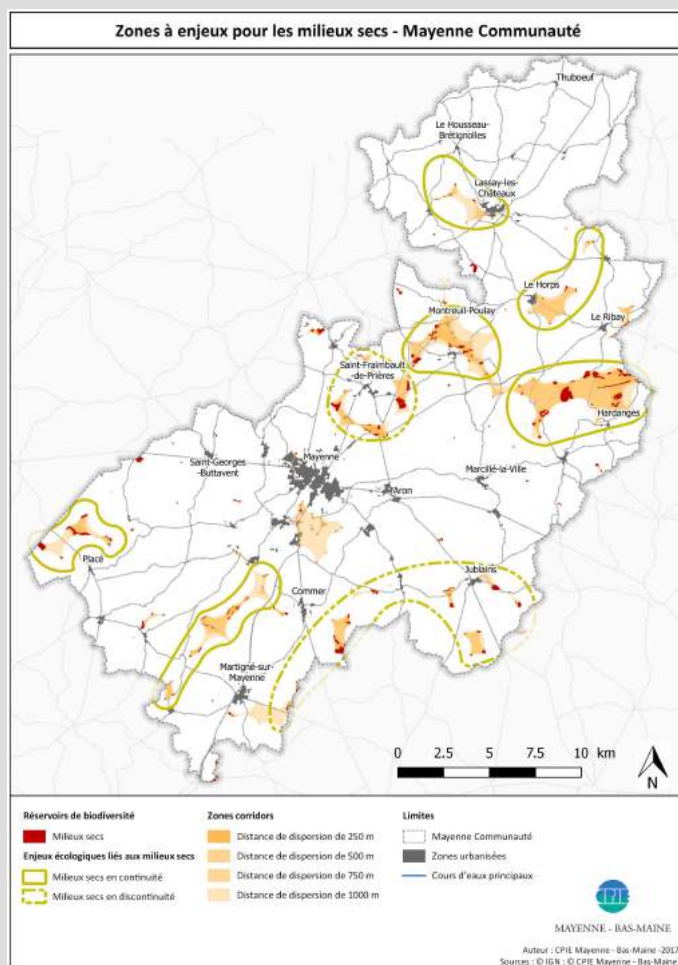 Zones à enjeux pour les milieux secs - Mayenne Communauté
Thuboeuf
Le Housseau-
Brétignolles
Lassay-les-
Châteaux
Le Horps
Montreuil-Poulay
Le Ribay
Saint-Fraimbault
-de-Prières
Hardanges
Mayenne
Saint-Georges
-Buttavent
Marcillé-la-Ville
Aron
Placé
Jublains
Commer
Martigné-sur-
Mayenne
0 2.5 5 7.5 10 km
N
Réservoirs de biodiversité
Milieux secs
Enjeux écologiques liés aux milieux secs
Milieux secs en continuité
Milieux secs en discontinuité
Zones corridors
Distance de dispersion de 250 m
Distance de dispersion de 500 m
Distance de dispersion de 750 m
Distance de dispersion de 1000 m
Limites
Mayenne Communauté
Zones urbanisées
Cours d'eaux principaux
CPIE
MAYENNE - BAS-MAINE
Auteur : CPIE Mayenne - Bas-Maine -2017
Sources : © IGN ; © CPIE Mayenne - Bas-Maine